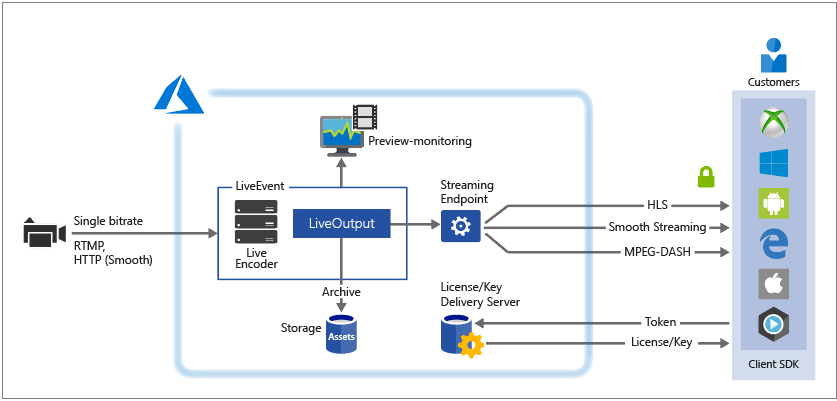 Customers
Preview-monitoring
LiveEvent
Streaming
Endpoint
HLS
Single bitrate
LiveOutput
Smooth Streaming
RTMP,
HTTP (Smooth)
Live
Encoder
MPEG-DASH
Archive
License/Key
Delivery Server
Storage
Assets
Token
License/Key
Client SDK